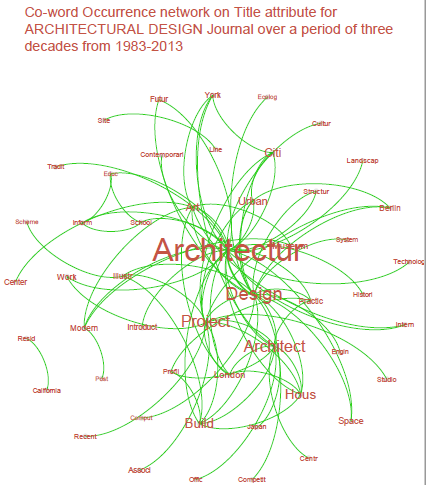 Co-word Occurrence network on Title attribute for
ARCHITECTURAL DESIGN Journal over a period of three
decades from 1983-2013
Futur
York
Ecolog
Site
Cultur
Line
Contemporari
Citi
Landscap
Tradit
Educ
Structur
Urban
Art
Berlin
Scheme
Inform
School
System
Museum
Architectur
Technolog
Center
Work
Illustr
Design
Histori
Practic
Project
Modern
Introduct
Intern
Resid
Architect
Engin
Profil
London
Post
Studio
California
Hous
Comput
Space
Build
Japan
Recent
Centr
Associ
Offic
Competit